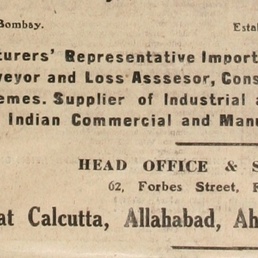 Bombay. Estab
turers' Representative Import
veyor and Loss Asssesor, Cons
emes. Supplier of Industrial a
Indian Commercial and Manu
HEAD OFFICE & S
62, Forbes Street, F
at Calcutta, Allahabad, Ah